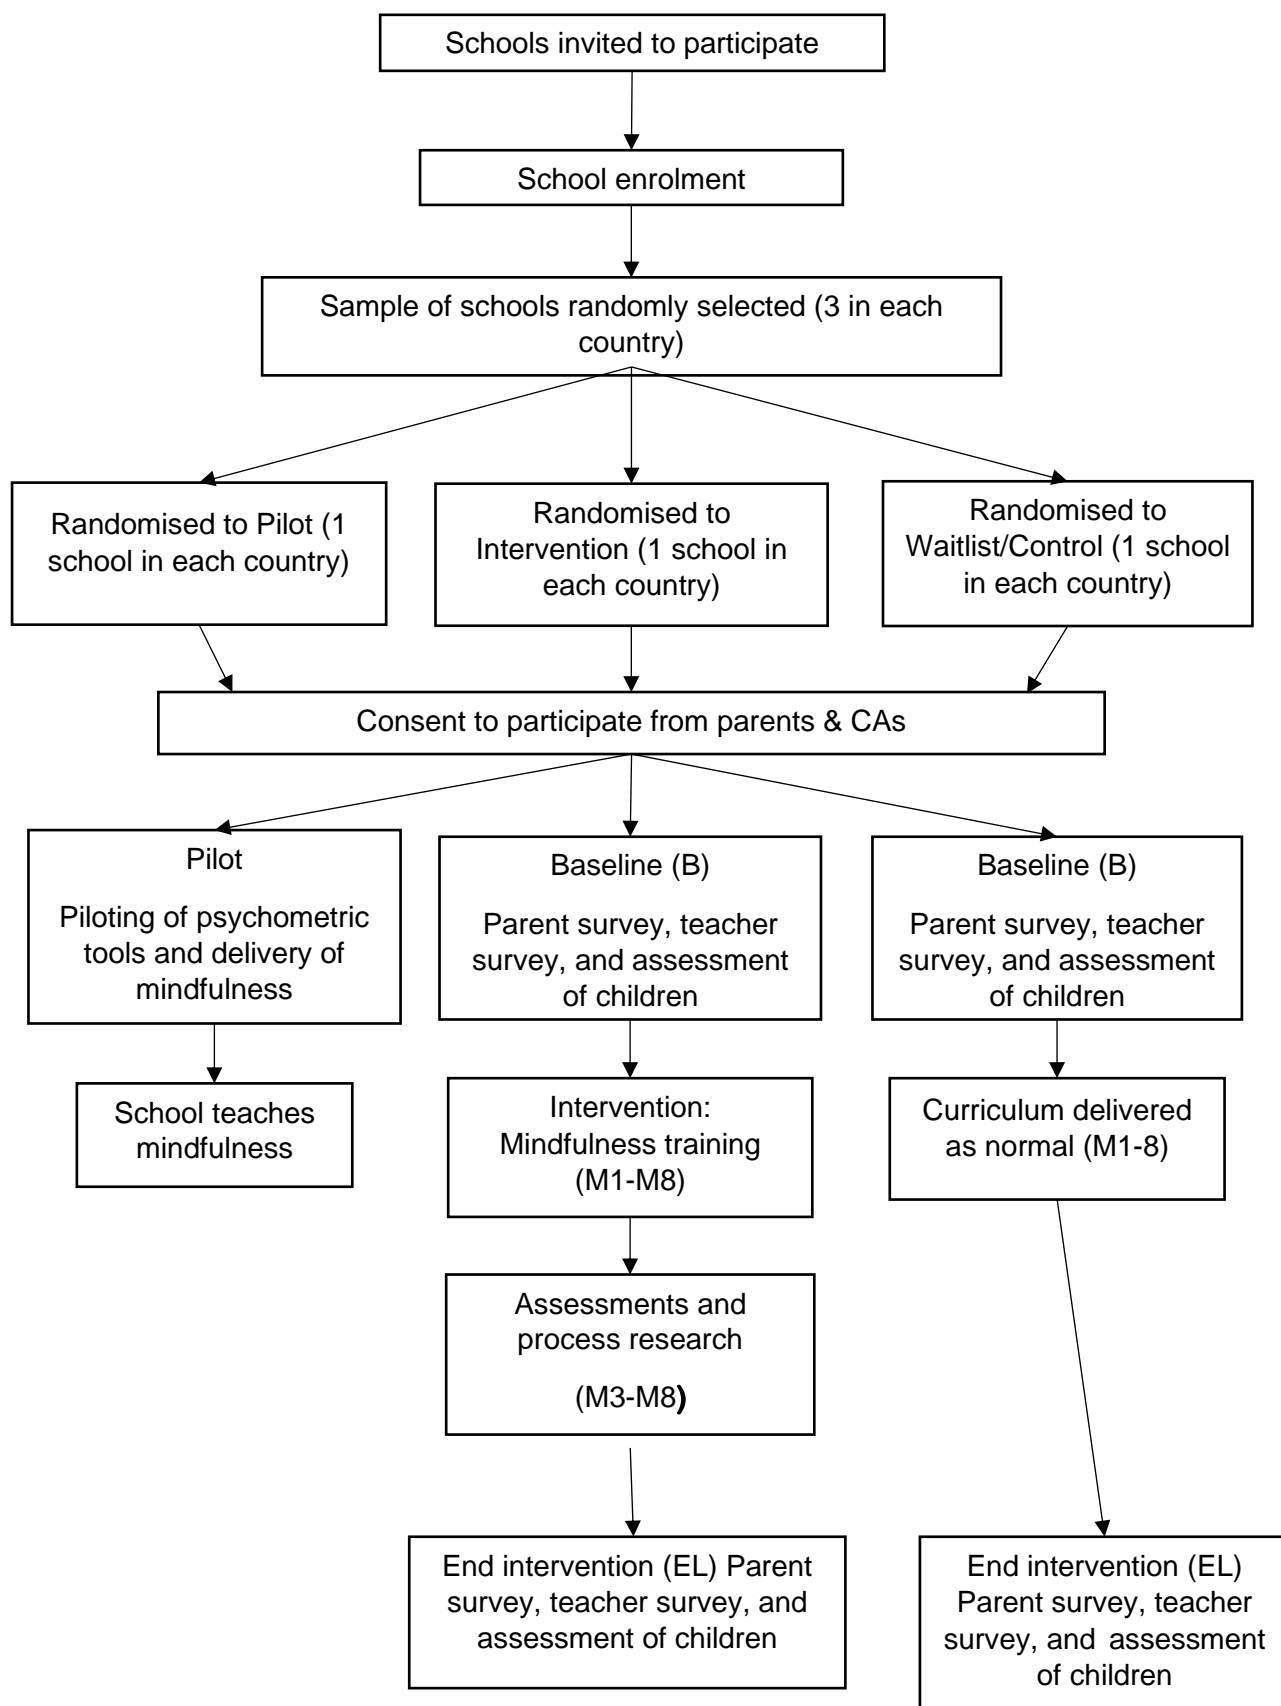 Schools invited to participate
School enrolment
Sample of schools randomly selected (3 in each
country)
Randomised to Pilot (1
school in each country)
Randomised to
Intervention (1 school in
each country)
Randomised to
Waitlist/Control (1 school
in each country)
Consent to participate from parents & CAs
Pilot
Piloting of psychometric
tools and delivery of
mindfulness
Baseline (B)
Parent survey, teacher
survey, and assessment
of children
Baseline (B)
Parent survey, teacher
survey, and assessment
of children
School teaches
mindfulness
Intervention:
Mindfulness training
(M1-M8)
Curriculum delivered
as normal (M1-8)
Assessments and
process research
(M3-M8)
End intervention (EL) Parent
survey, teacher survey, and
assessment of children
End intervention (EL)
Parent survey, teacher
survey, and assessment
of children